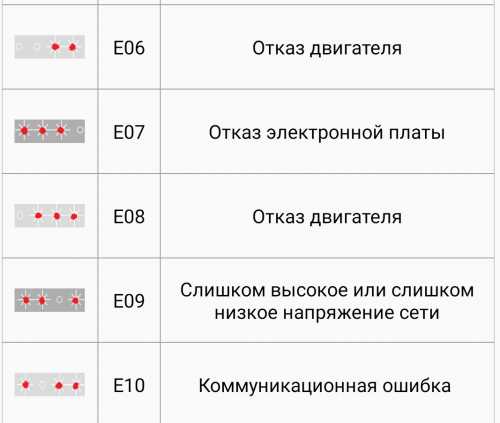 E06
Отказ двигателя
E07
Отказ электронной платы
E08
Отказ двигателя
E09
Слишком высокое или слишком
низкое напряжение сети
E10
Коммуникационная ошибка